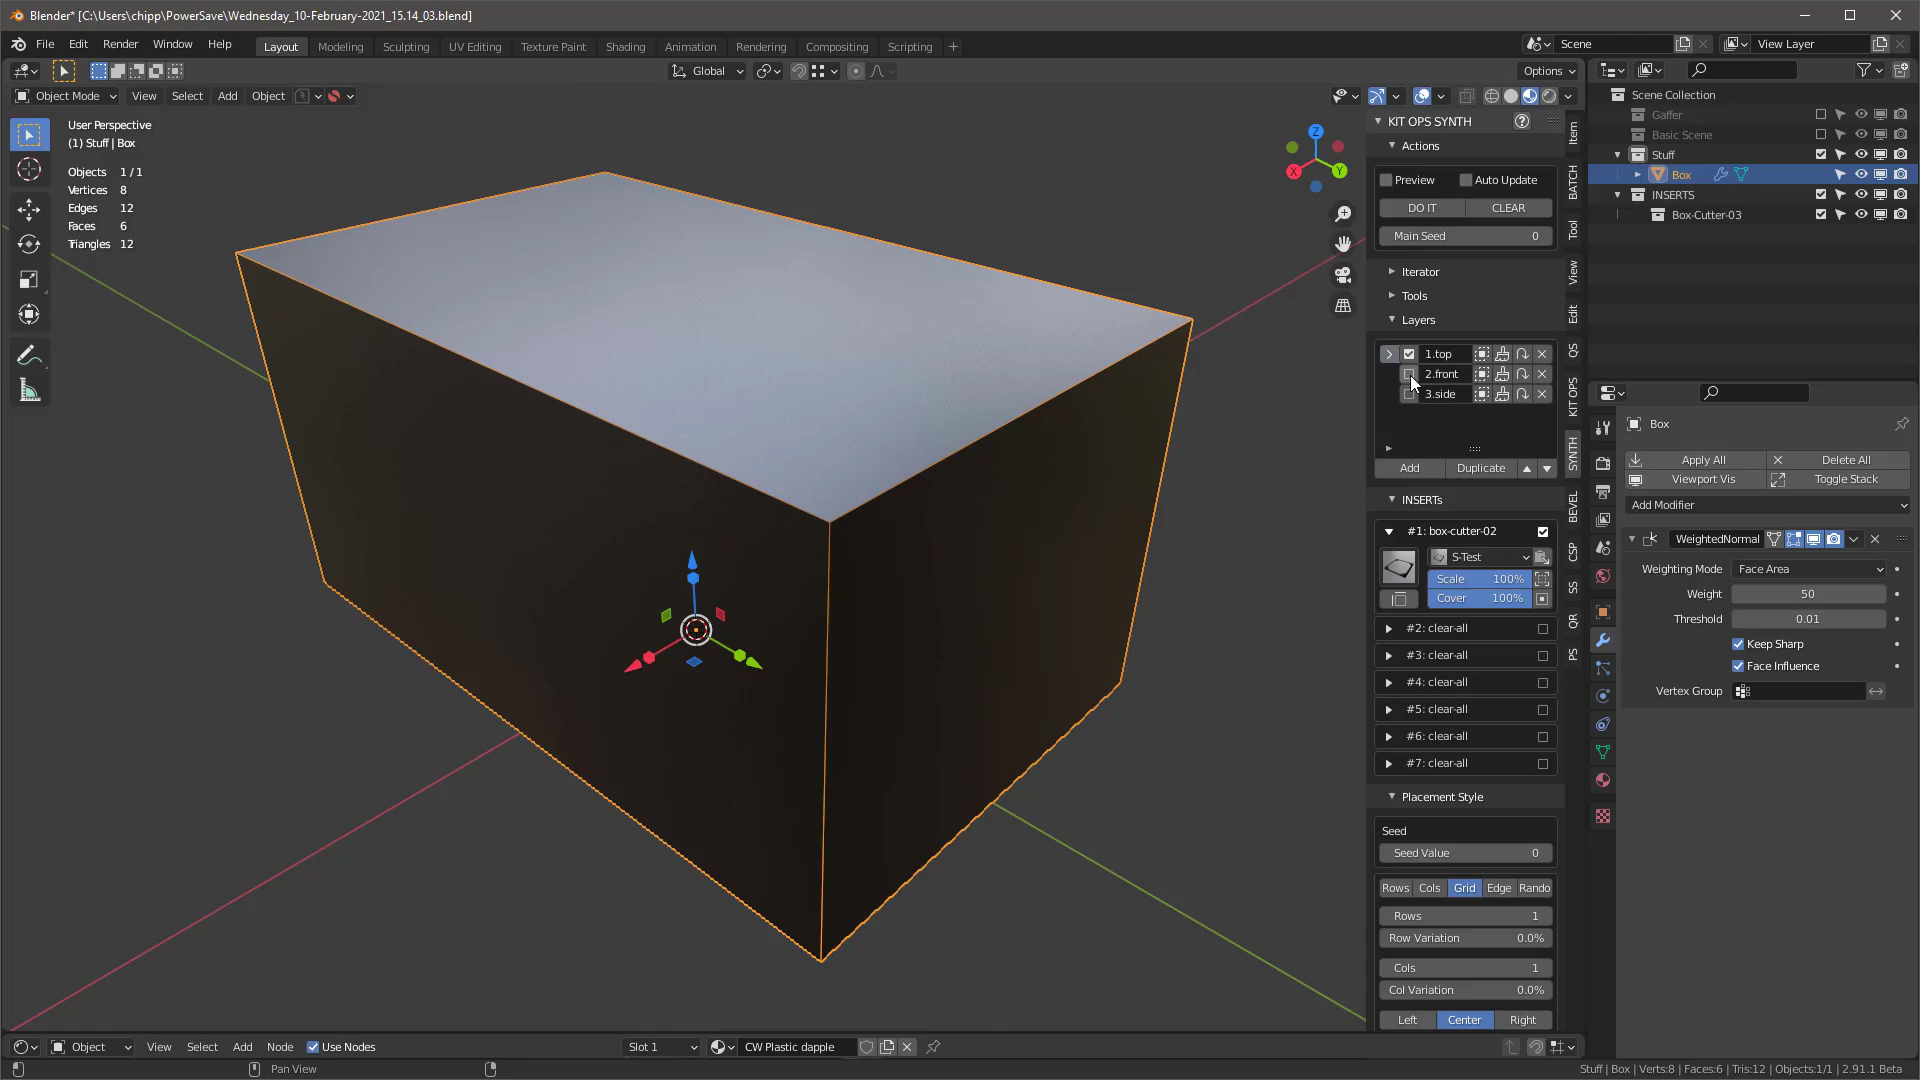 Blender* [C:\Users\chipp\PowerSave\Wednesday_10-February-2021_15.14_03.blend]
File Edit Render Window Help Layout Modeling Sculpting UV Editing Texture Paint Shading Animation Rendering Compositing Scripting + Scene View Layer
Global Options
Object Mode View Select Add Object
User Perspective
(1) Stuff | Box
Objects 1 / 1
Vertices 8
Edges 12
Faces 6
Triangles 12
Z
X
Y
KIT OPS SYNTH
Actions
Preview Auto Update
DO IT CLEAR
Main Seed 0
Iterator
Tools
Layers
1.top
2.front
3.side
Add Duplicate
INSERTs
#1: box-cutter-02
S-Test
Scale 100%
Cover 100%
#2: clear-all
#3: clear-all
#4: clear-all
#5: clear-all
#6: clear-all
#7: clear-all
Placement Style
Seed
Seed Value 0
Rows Cols Grid Edge Rando
Rows 1
Row Variation 0.0%
Cols 1
Col Variation 0.0%
Left Center Right
Item
BATCH
Tool
View
Edit
QS
KIT OPS
SYNTH
BEVEL
CSP
SS
QR
PS
Scene Collection
Gaffer
Basic Scene
Stuff
Box
INSERTS
Box-Cutter-03
Box
Apply All Delete All
Viewport Vis Toggle Stack
Add Modifier
WeightedNormal
Weighting Mode Face Area
Weight 50
Threshold 0.01
Keep Sharp
Face Influence
Vertex Group
Object View Select Add Node Use Nodes Slot 1 CW Plastic dapple
Pan View
Stuff | Box | Verts:8 | Faces:6 | Tris:12 | Objects:1/1 | 2.91.1 Beta